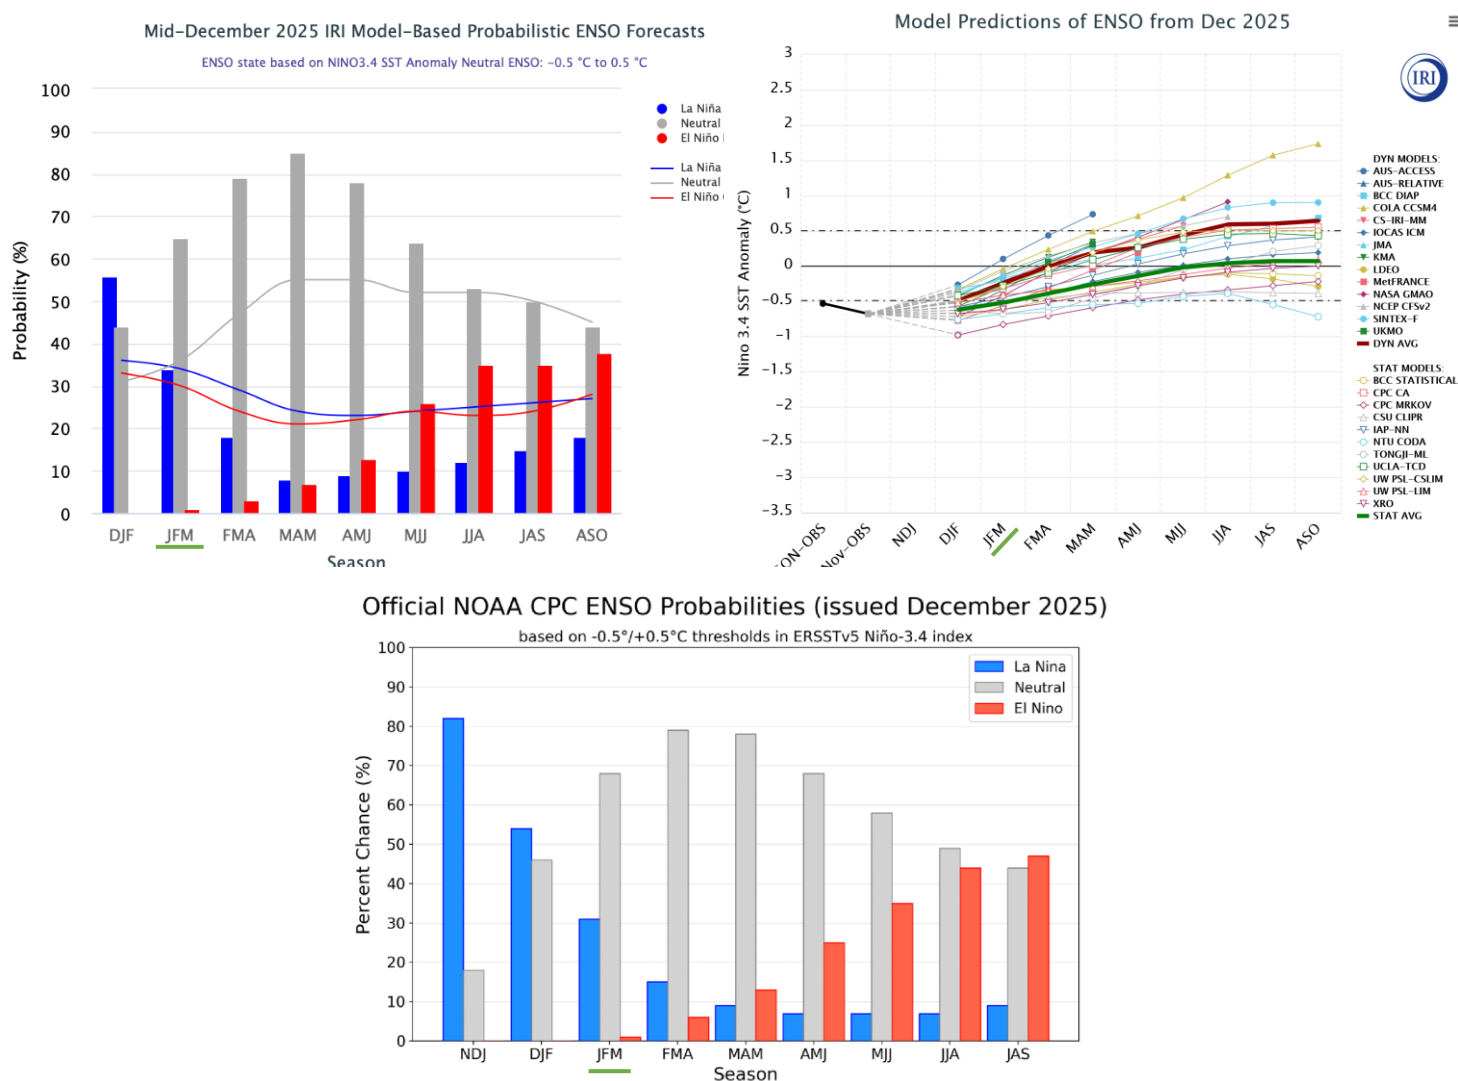 Mid-December 2025 IRI Model-Based Probabilistic ENSO Forecasts
ENSO state based on NINO3.4 SST Anomaly Neutral ENSO: -0.5 °C to 0.5 °C
100
90
80
70
60
50
40
30
20
10
0
Probability (%)
DJF JFM FMA MAM AMJ MJJ JJA JAS ASO
Season
La Niña
Neutral
El Niño
La Niña
Neutral
El Niño
Model Predictions of ENSO from Dec 2025
IRI
3
2.5
2
1.5
1
0.5
0
-0.5
-1
-1.5
-2
-2.5
-3
-3.5
Nino 3.4 SST Anomaly (°C)
SON-OBS Nov-OBS NDJ DJF JFM FMA MAM AMJ MJJ JJA JAS ASO
DYN MODELS:
AUS-ACCESS
AUS-RELATIVE
BCC DIAP
COLA CCSM4
CS-IRI-MM
IOCAS ICM
JMA
KMA
LDEO
MetFRANCE
NASA GMAO
NCEP CFSv2
SINTEX-F
UKMO
DYN AVG
STAT MODELS:
BCC STATISTICAL
CPC CA
CPC MRKOV
CSU CLIPR
IAP-NN
NTU CODA
TONGJI-ML
UCLA-TCD
UW PSL-CSLIM
UW PSL-LIM
XRO
STAT AVG
Official NOAA CPC ENSO Probabilities (issued December 2025)
based on -0.5°/+0.5°C thresholds in ERSSTv5 Niño-3.4 index
100
90
80
70
60
50
40
30
20
10
0
Percent Chance (%)
La Nina
Neutral
El Nino
NDJ DJF JFM FMA MAM AMJ MJJ JJA JAS
Season